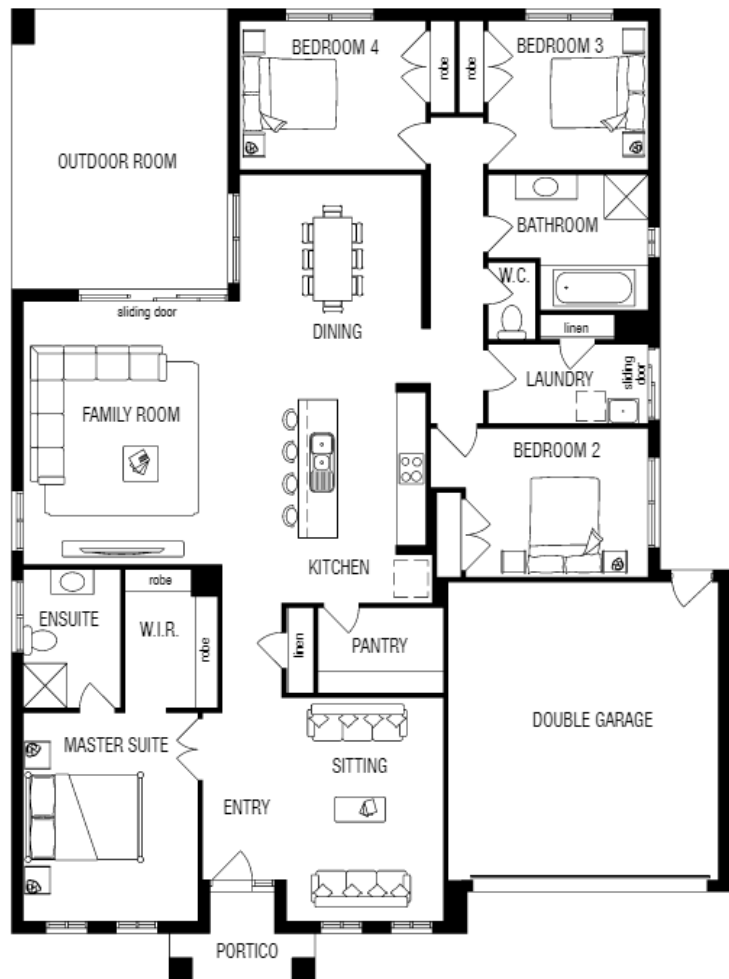 BEDROOM 4
robe
robe
BEDROOM 3
OUTDOOR ROOM
BATHROOM
W.C.
sliding door
DINING
linen
LAUNDRY
sliding
door
FAMILY ROOM
BEDROOM 2
KITCHEN
robe
ENSUITE
W.I.R.
robe
linen
PANTRY
MASTER SUITE
SITTING
DOUBLE GARAGE
ENTRY
PORTICO